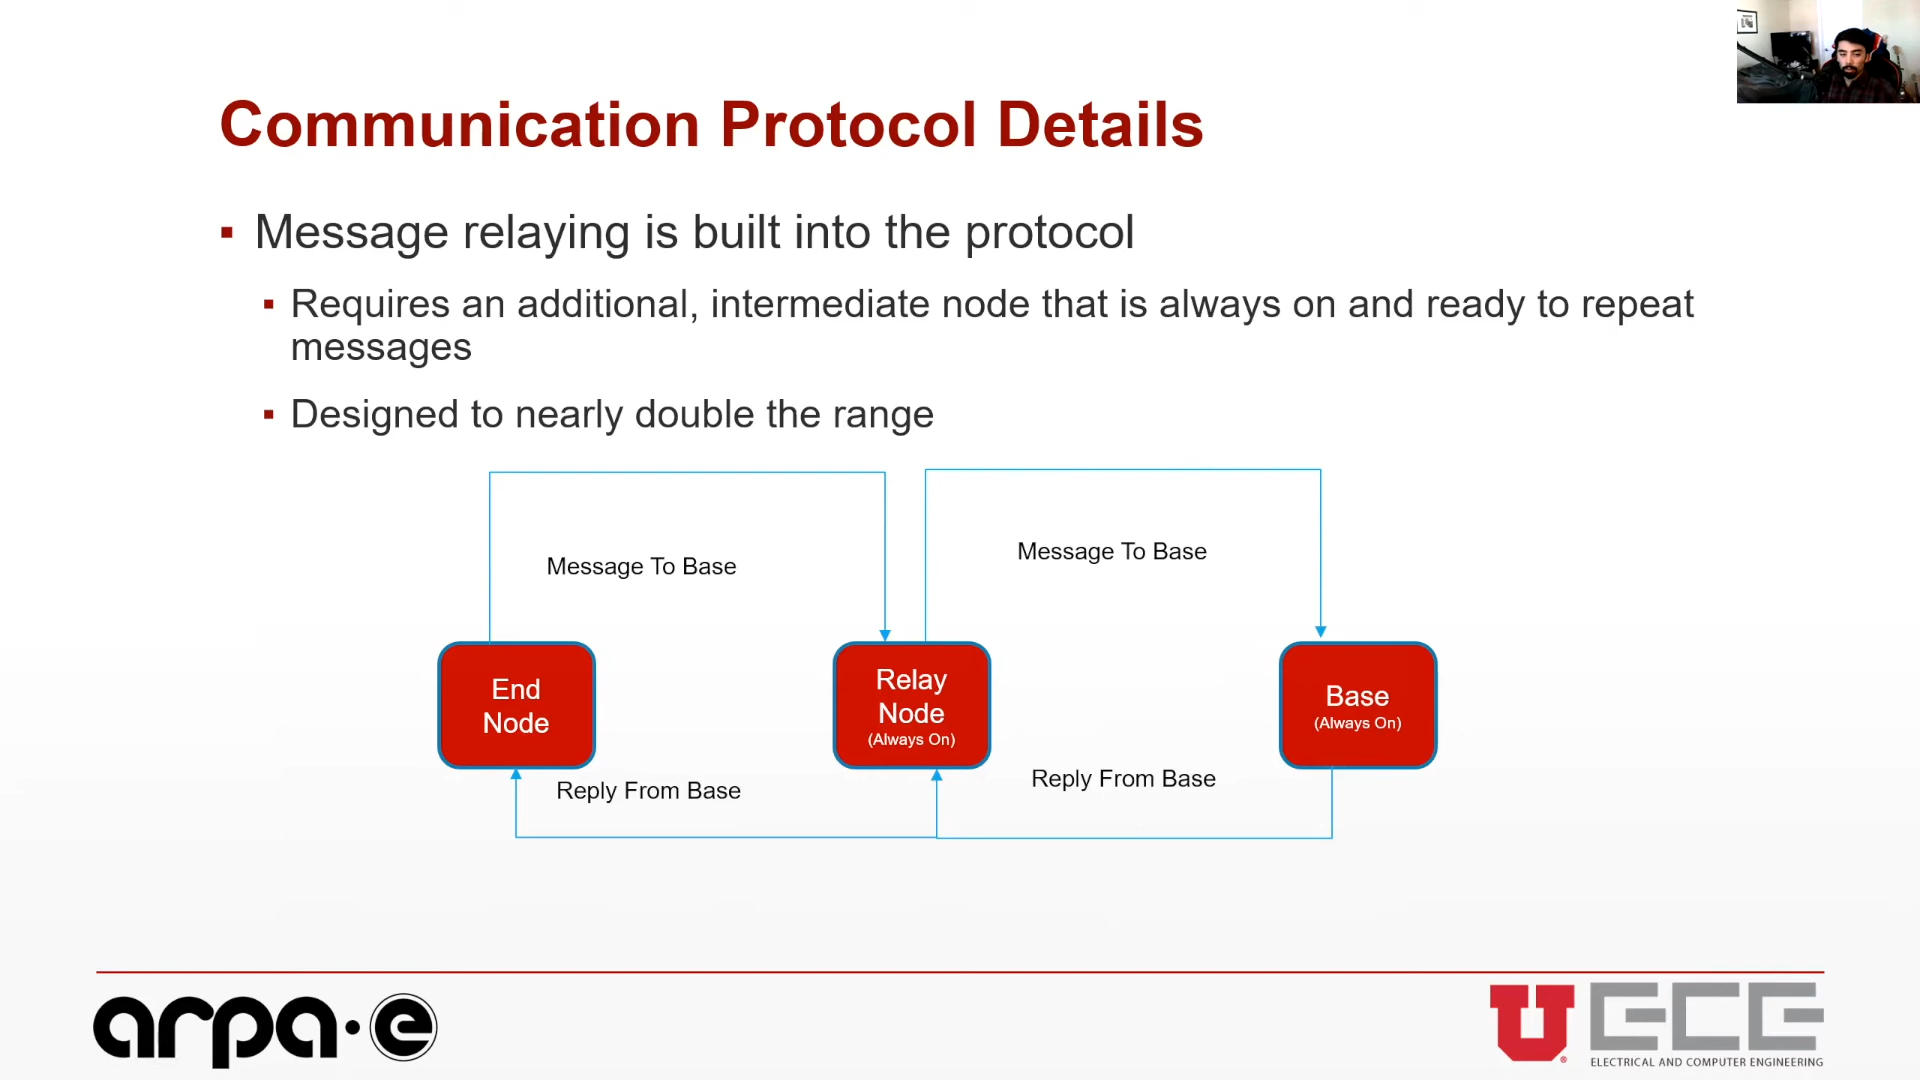 Communication Protocol Details
▪ Message relaying is built into the protocol
▪ Requires an additional, intermediate node that is always on and ready to repeat
messages
▪ Designed to nearly double the range
Message To Base
Message To Base
End
Node
Relay
Node
(Always On)
Base
(Always On)
Reply From Base
Reply From Base
arpa·e
U ECE
ELECTRICAL AND COMPUTER ENGINEERING